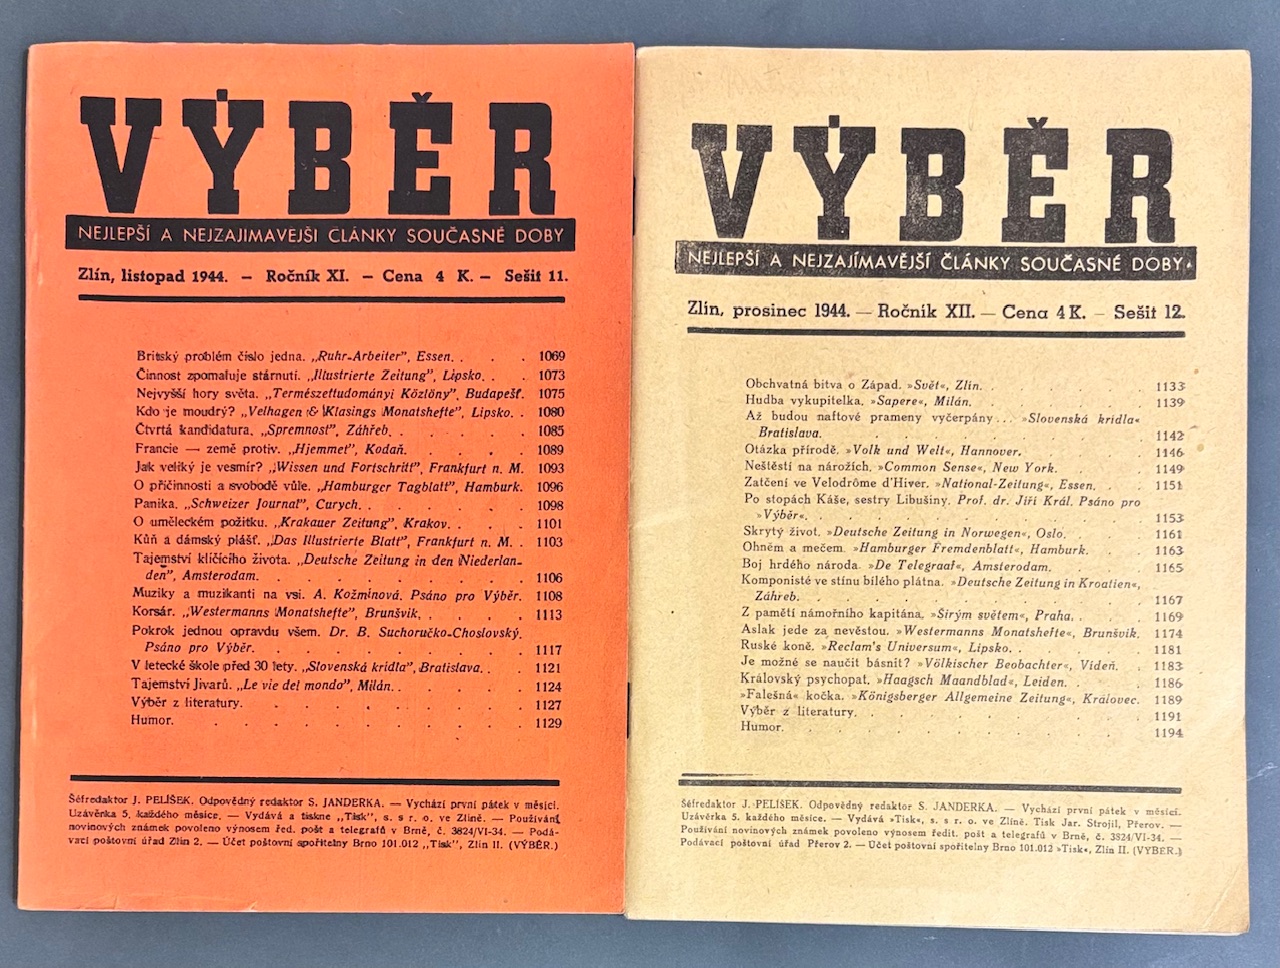 VÝBĚR
NEJLEPŠÍ A NEJZAJIMAVEJŠI ČLÁNKY SOUČASNÉ DOBY
Zlín, listopad 1944. — Ročník XI. — Cena 4 K. — Sešit 11.
Britský problém číslo jedna. „Ruhr-Arbeiter", Essen. . . . 1069
Činnost zpomaluje stárnutí. „Illustrierte Zeitung", Lipsko. . . 1073
Nejvyšší hory světa. „Természettudományi Közlöny", Budapešť. 1075
Kdo je moudrý? „Velhagen & Klasings Monatshefte", Lipsko. . 1080
Čtvrtá kandidatura. „Spremnost", Záhřeb. . . . . . 1085
Francie — země protiv. „Hjemmet", Kodaň. . . . . 1089
Jak veliký je vesmír? „Wissen und Fortschritt", Frankfurt n. M. 1093
O příčinnosti a svobodě vůle. „Hamburger Tagblatt", Hamburk. 1096
Panika. „Schweizer Journal", Curych. . . . . . 1098
O uměleckém požitku. „Krakauer Zeitung", Krakov. . . . 1101
Kůň a dámský plášť. „Das Illustrierte Blatt", Frankfurt n. M. . 1103
Tajemství klíčícího života. „Deutsche Zeitung in den Niederlan-
den", Amsterodam. . . . . . . . . . 1106
Muziky a muzikanti na vsi. A. Kožminová. Psáno pro Výběr. 1108
Korsár. „Westermanns Monatshefte", Brunšvik. . . . . 1113
Pokrok jednou opravdu všem. Dr. B. Suchoručko-Choslovský.
Psáno pro Výběr. . . . . . . . . . 1117
V letecké škole před 30 lety. „Slovenská krídla", Bratislava. . 1121
Tajemství Jivarů. „Le vie del mondo", Milán. . . . . 1124
Výběr z literatury. . . . . . . . . . 1127
Humor. . . . . . . . . . . . 1129
Šéfredaktor J. PELÍŠEK. Odpovědný redaktor S. JANDERKA. — Vychází první pátek v měsíci.
Uzávěrka 5. každého měsíce. — Vydává a tiskne „Tisk", s. s r. o. ve Zlíně. — Používání
novinových známek povoleno výnosem řed. pošt a telegrafů v Brně, č. 3824/VI-34. — Podá-
vací poštovní úřad Zlín 2. — Účet poštovní spořitelny Brno 101.012 „Tisk", Zlín II. (VÝBĚR.)
VÝBĚR
NEJLEPŠÍ A NEJZAJÍMAVĚJŠÍ ČLÁNKY SOUČASNÉ DOBY.
Zlín, prosinec 1944. — Ročník XII. — Cena 4 K. — Sešit 12.
Obchvatná bitva o Západ. »Svět«, Zlín. . . . . . 1133
Hudba vykupitelka. »Sapere«, Milán. . . . . . 1139
Až budou naftové prameny vyčerpány... »Slovenská krídla«
Bratislava. . . . . . . . . . . 1142
Otázka přírodě. »Volk und Welt«, Hannover. . . . . 1146
Neštěstí na nárožích. »Common Sense«, New York. . . . 1149
Zatčení ve Velodrôme d'Hiver. »National-Zeitung«, Essen. . . 1151
Po stopách Káše, sestry Libušiny. Prof. dr. Jiří Král. Psáno pro
»Výběr«. . . . . . . . . . . 1153
Skrytý život. »Deutsche Zeitung in Norwegen«, Oslo. . . . 1161
Ohněm a mečem. »Hamburger Fremdenblatt«, Hamburk. . . 1163
Boj hrdého národa. »De Telegraaf«, Amsterodam. . . . 1165
Komponisté ve stínu bílého plátna. »Deutsche Zeitung in Kroatien«,
Záhřeb. . . . . . . . . . . . 1167
Z pamětí námořního kapitána. »Širým světem«, Praha. . . 1169
Aslak jede za nevěstou. »Westermanns Monatshefte«, Brunšvik. 1174
Ruské koně. »Reclam's Universum«, Lipsko. . . . . 1181
Je možné se naučit básnit? »Völkischer Beobachter«, Vídeň. . 1183
Královský psychopat. »Haagsch Maandblad«, Leiden. . . . 1186
»Falešná« kočka. »Königsberger Allgemeine Zeitung«, Královec. 1189
Výběr z literatury. . . . . . . . . . 1191
Humor. . . . . . . . . . . . 1194
Šéfredaktor J. PELÍŠEK. Odpovědný redaktor S. JANDERKA. — Vychází první pátek v měsíci.
Uzávěrka 5. každého měsíce. — Vydává »Tisk«, s. s r. o. ve Zlíně. Tisk Jar. Strojil, Přerov. —
Používání novinových známek povoleno výnosem ředit. pošt a telegrafů v Brně, č. 3824/VI-34. —
Podávací poštovní úřad Přerov 2. — Účet poštovní spořitelny Brno 101.012 »Tisk«, Zlín II. (VÝBĚR.)